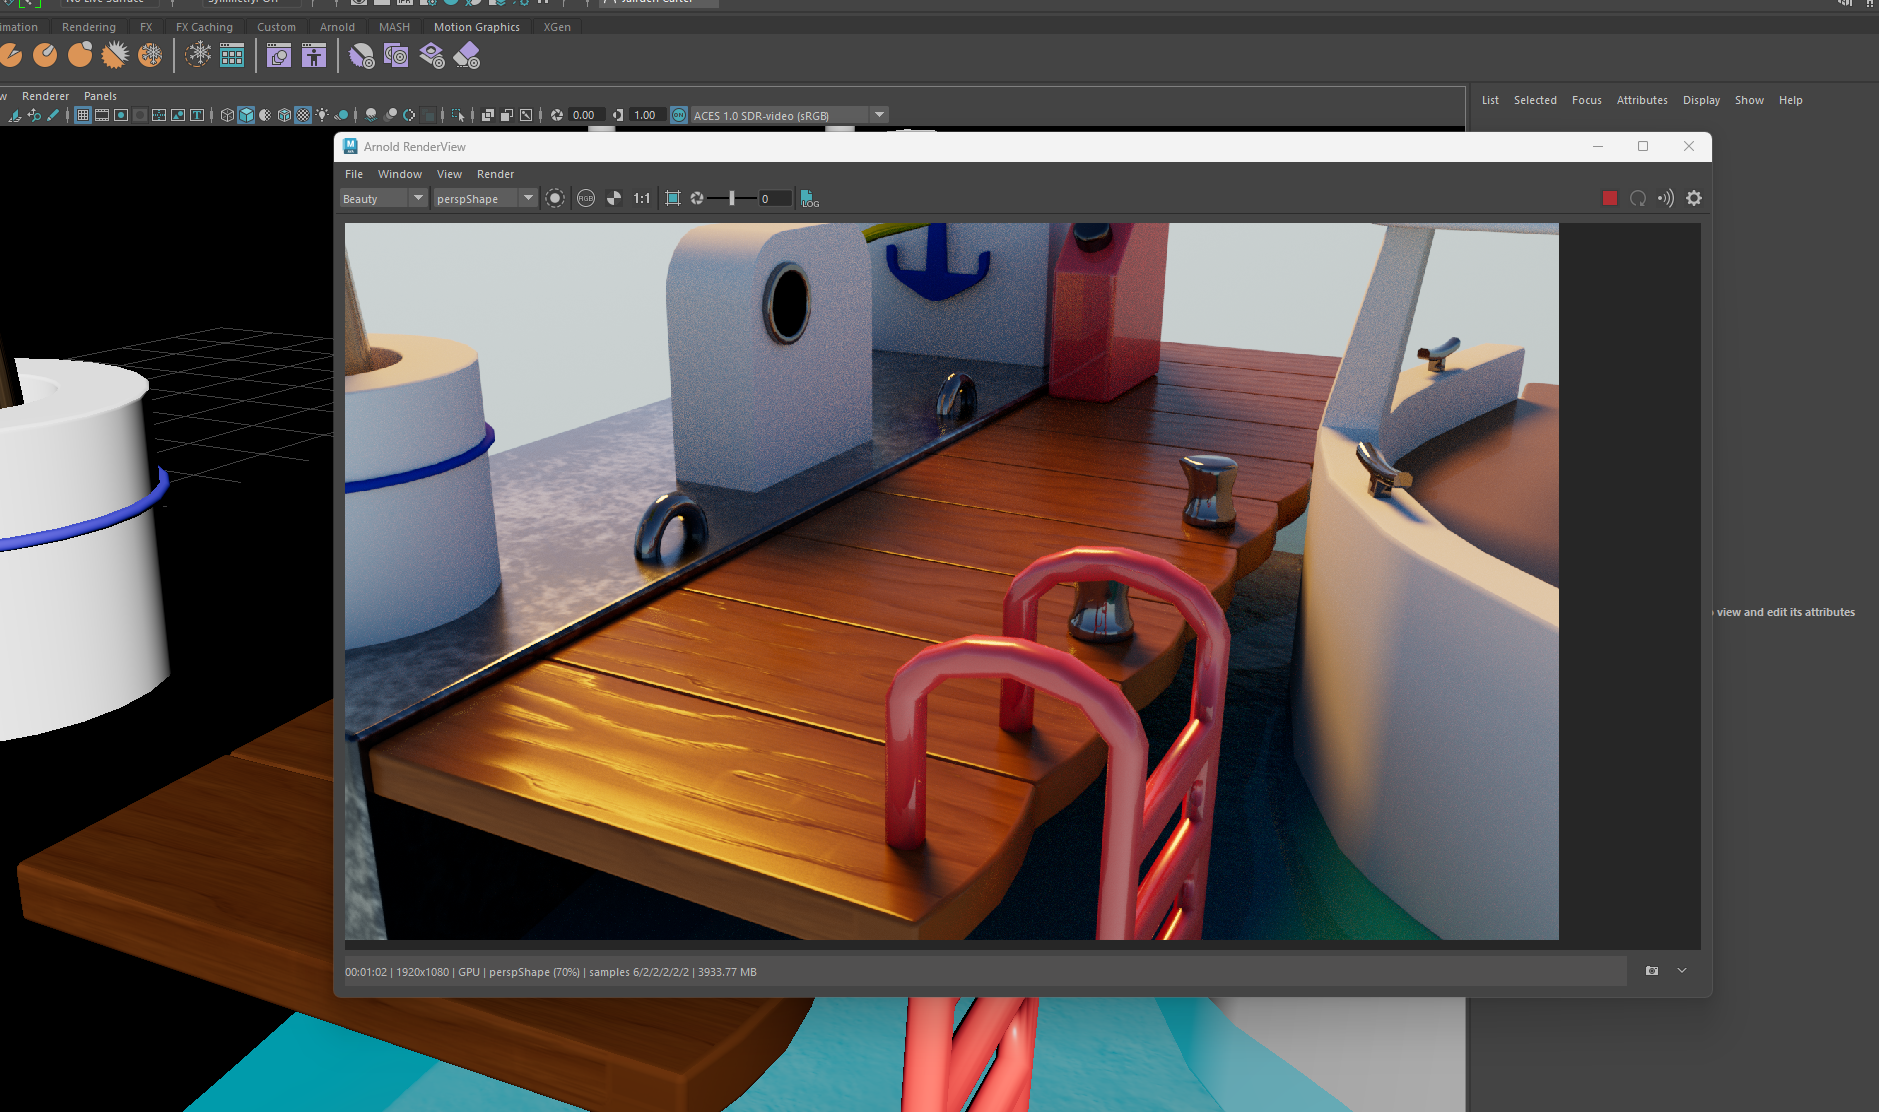 Rendering FX FX Caching Custom Arnold MASH Motion Graphics XGen
Renderer Panels
0.00 1.00 ON ACES 1.0 SDR-video (sRGB)
List Selected Focus Attributes Display Show Help
Arnold RenderView
File Window View Render
Beauty perspShape RGB 1:1 0 LOG
view and edit its attributes
00:01:02 | 1920x1080 | GPU | perspShape (70%) | samples 6/2/2/2/2/2 | 3933.77 MB